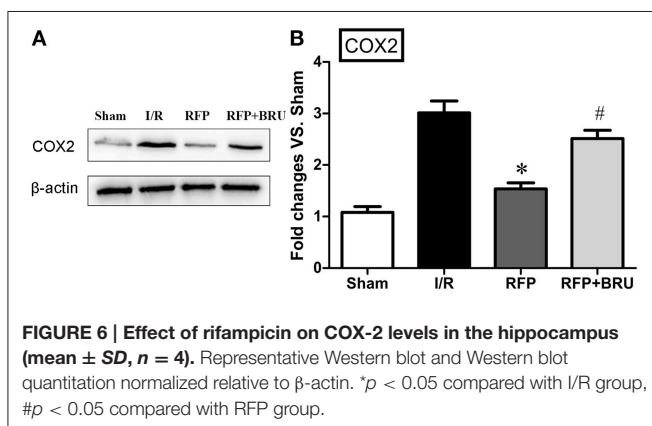 A
Sham I/R RFP RFP+BRU
COX2
β-actin
B
COX2
Fold changes VS. Sham
4
3
2
1
0
*
#
Sham I/R RFP RFP+BRU
FIGURE 6 | Effect of rifampicin on COX-2 levels in the hippocampus
(mean ± SD, n = 4). Representative Western blot and Western blot
quantitation normalized relative to β-actin. *p < 0.05 compared with I/R group,
#p < 0.05 compared with RFP group.